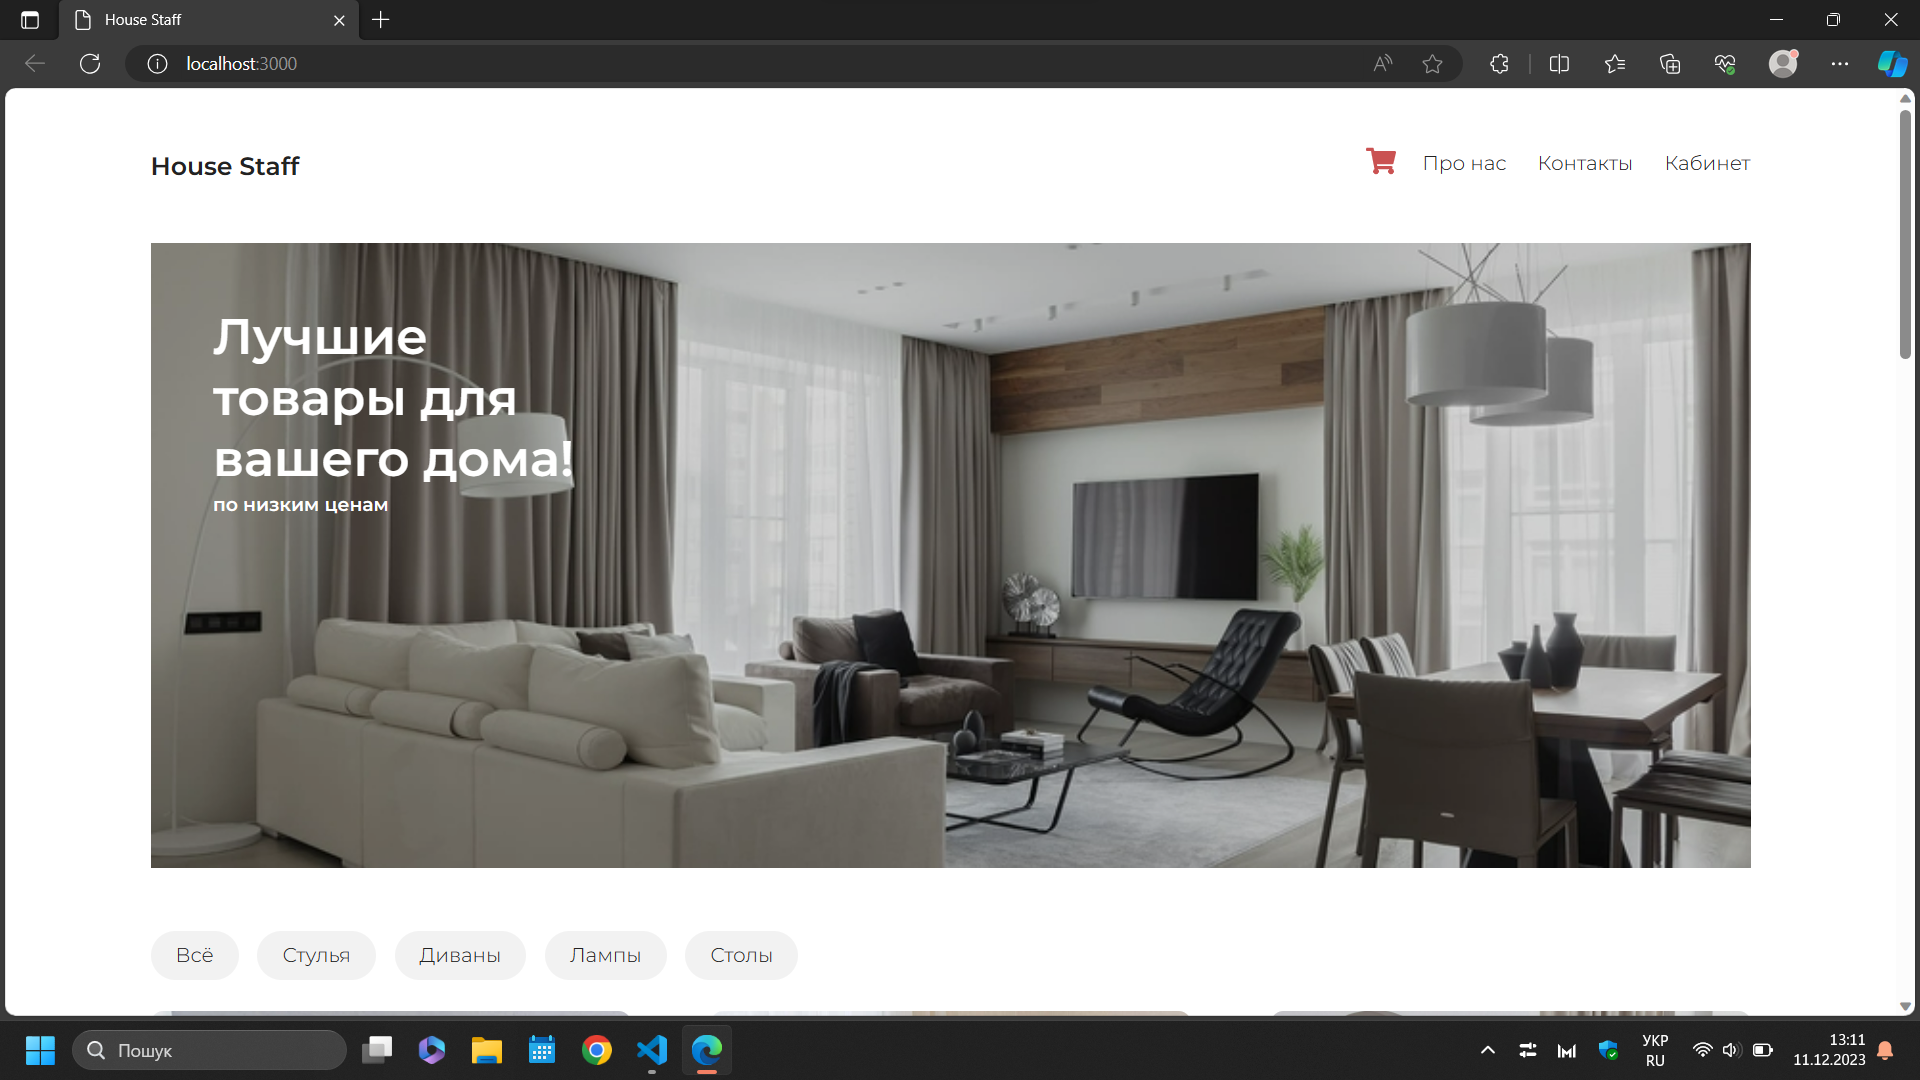 House Staff
localhost:3000
House Staff
Про нас
Контакты
Кабинет
Лучшие
товары для
вашего дома!
по низким ценам
Всё
Стулья
Диваны
Лампы
Столы
Пошук
УКР
RU
13:11
11.12.2023